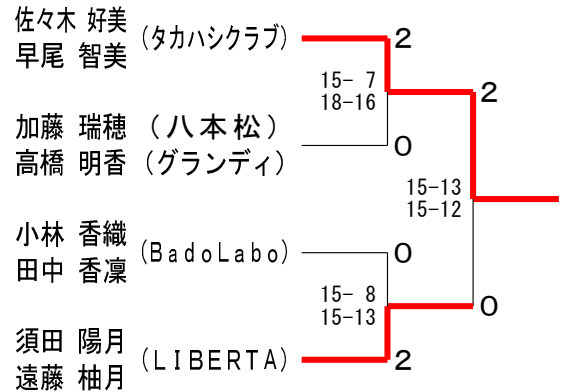 佐々木 好美
早尾 智美
(タカハシクラブ)
2
15- 7
18-16
2
加藤 瑞穂 (八本松)
0
高橋 明香 (グランディ)
15-13
15-12
小林 香織
田中 香凜
(BadoLabo)
0
15- 8
15-13
0
須田 陽月
遠藤 柚月
(LIBERTA)
2